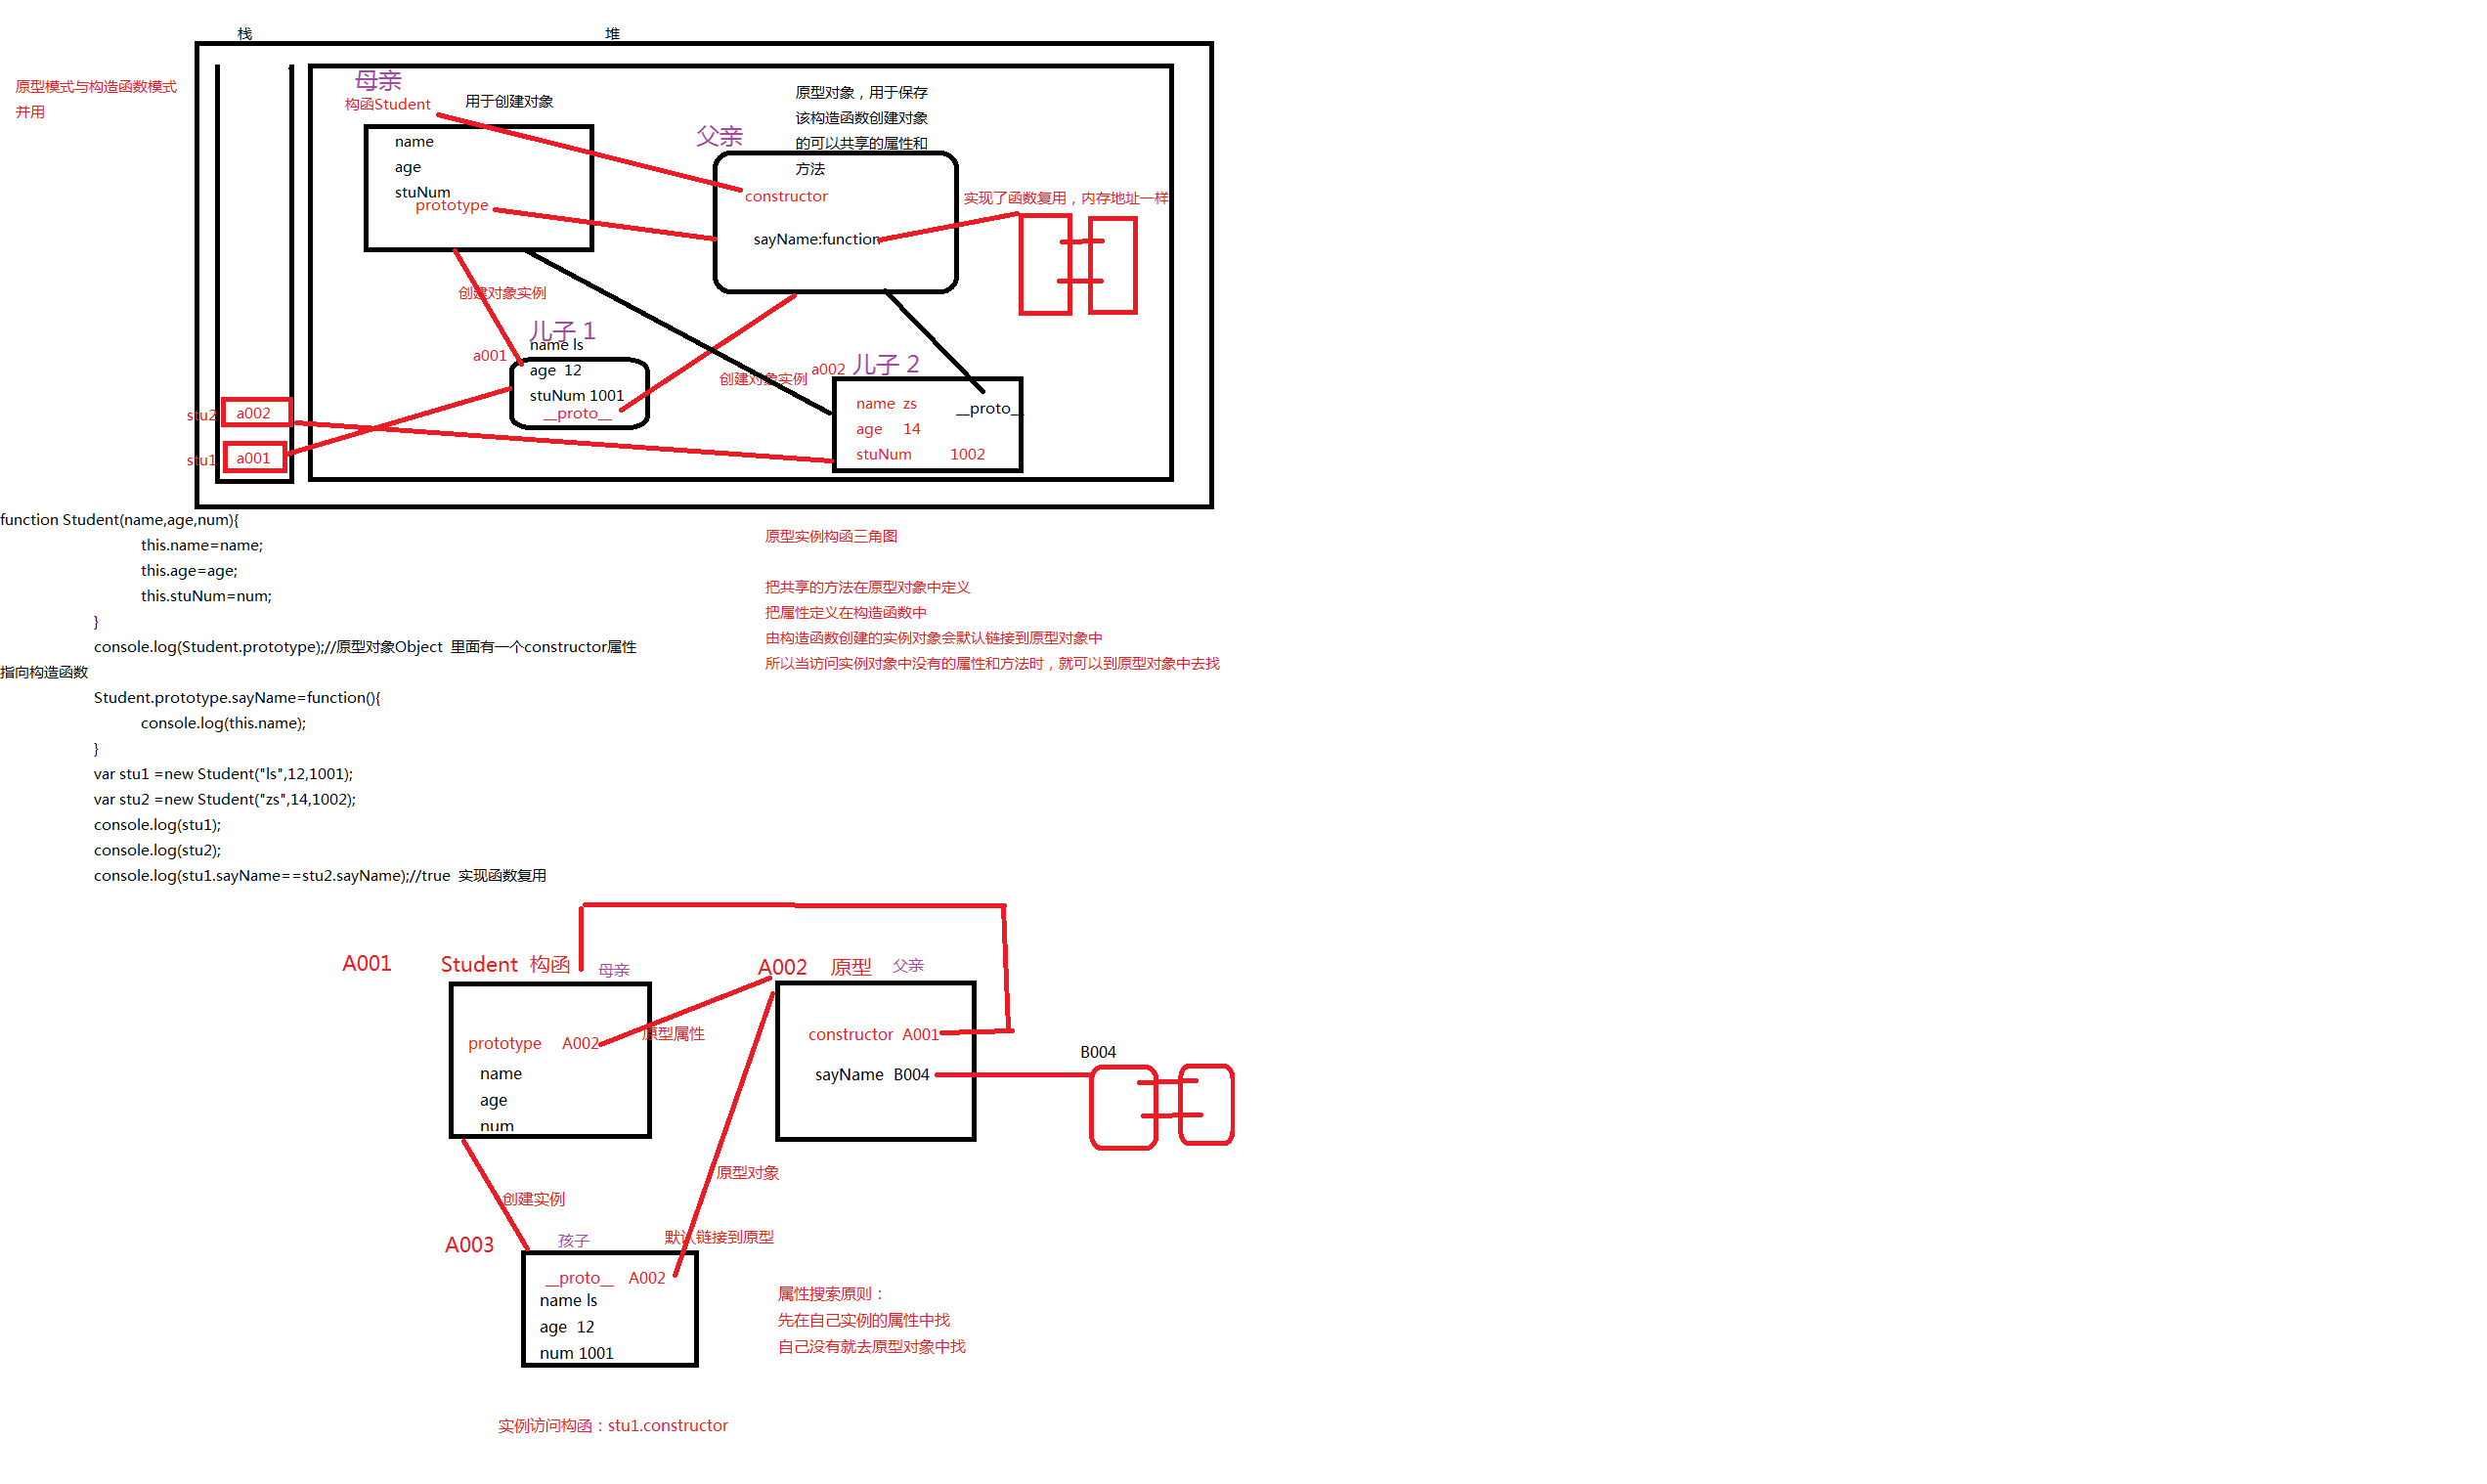 栈
堆
原型模式与构造函数模式
并用
母亲
构函Student
用于创建对象
name
age
stuNum
prototype
父亲
原型对象，用于保存
该构造函数创建对象
的可以共享的属性和
方法
constructor
sayName:function
实现了函数复用，内存地址一样
创建对象实例
儿子 1
a001
name ls
age  12
stuNum 1001
__proto__
创建对象实例
a002
儿子 2
name  zs
__proto__
age     14
stuNum          1002
stu2
a002
stu1
a001
function Student(name,age,num){
this.name=name;
this.age=age;
this.stuNum=num;
}
console.log(Student.prototype);//原型对象Object  里面有一个constructor属性
指向构造函数
Student.prototype.sayName=function(){
console.log(this.name);
}
var stu1 =new Student("ls",12,1001);
var stu2 =new Student("zs",14,1002);
console.log(stu1);
console.log(stu2);
console.log(stu1.sayName==stu2.sayName);//true  实现函数复用
原型实例构函三角图
把共享的方法在原型对象中定义
把属性定义在构造函数中
由构造函数创建的实例对象会默认链接到原型对象中
所以当访问实例对象中没有的属性和方法时，就可以到原型对象中去找
A001
Student  构函
母亲
A002
原型
父亲
prototype    A002
原型属性
name
age
num
constructor  A001
sayName  B004
B004
创建实例
原型对象
A003
孩子
默认链接到原型
__proto__   A002
name ls
age  12
num 1001
属性搜索原则：
先在自己实例的属性中找
自己没有就去原型对象中找
实例访问构函：stu1.constructor